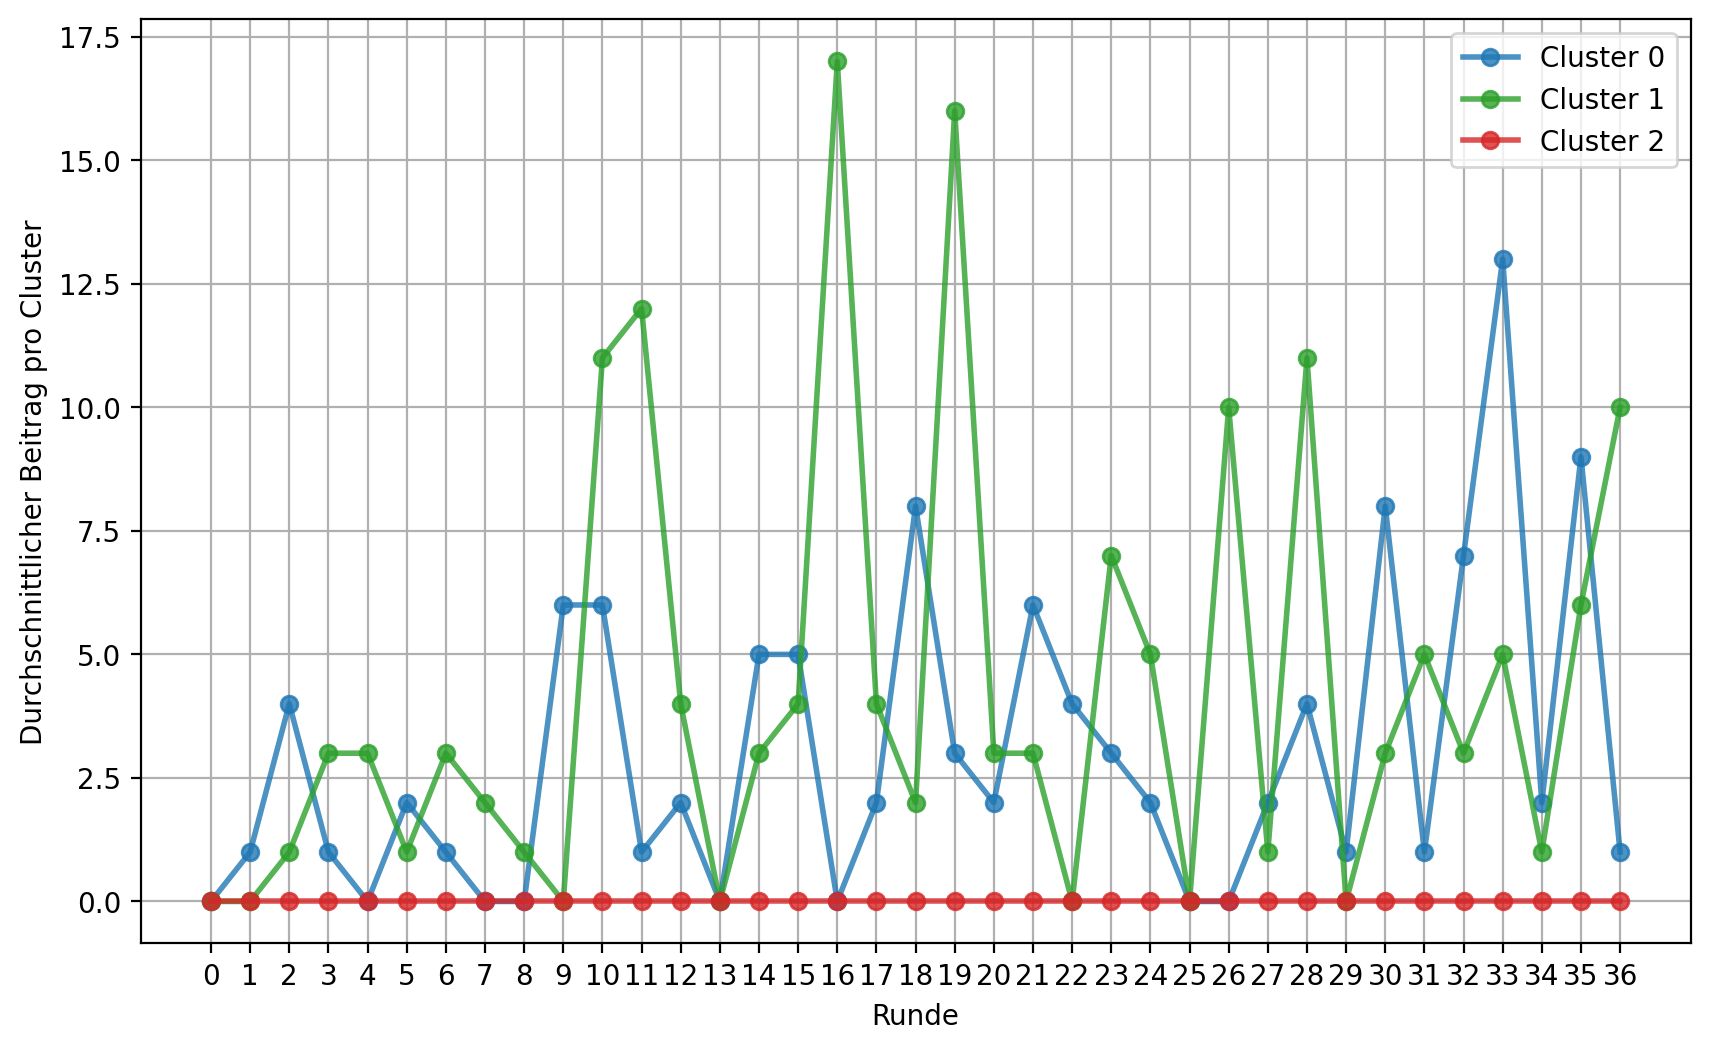 17.5
15.0
12.5
10.0
7.5
5.0
2.5
0.0
Durchschnittlicher Beitrag pro Cluster
Cluster 0
Cluster 1
Cluster 2
0 1 2 3 4 5 6 7 8 9 10 11 12 13 14 15 16 17 18 19 20 21 22 23 24 25 26 27 28 29 30 31 32 33 34 35 36
Runde